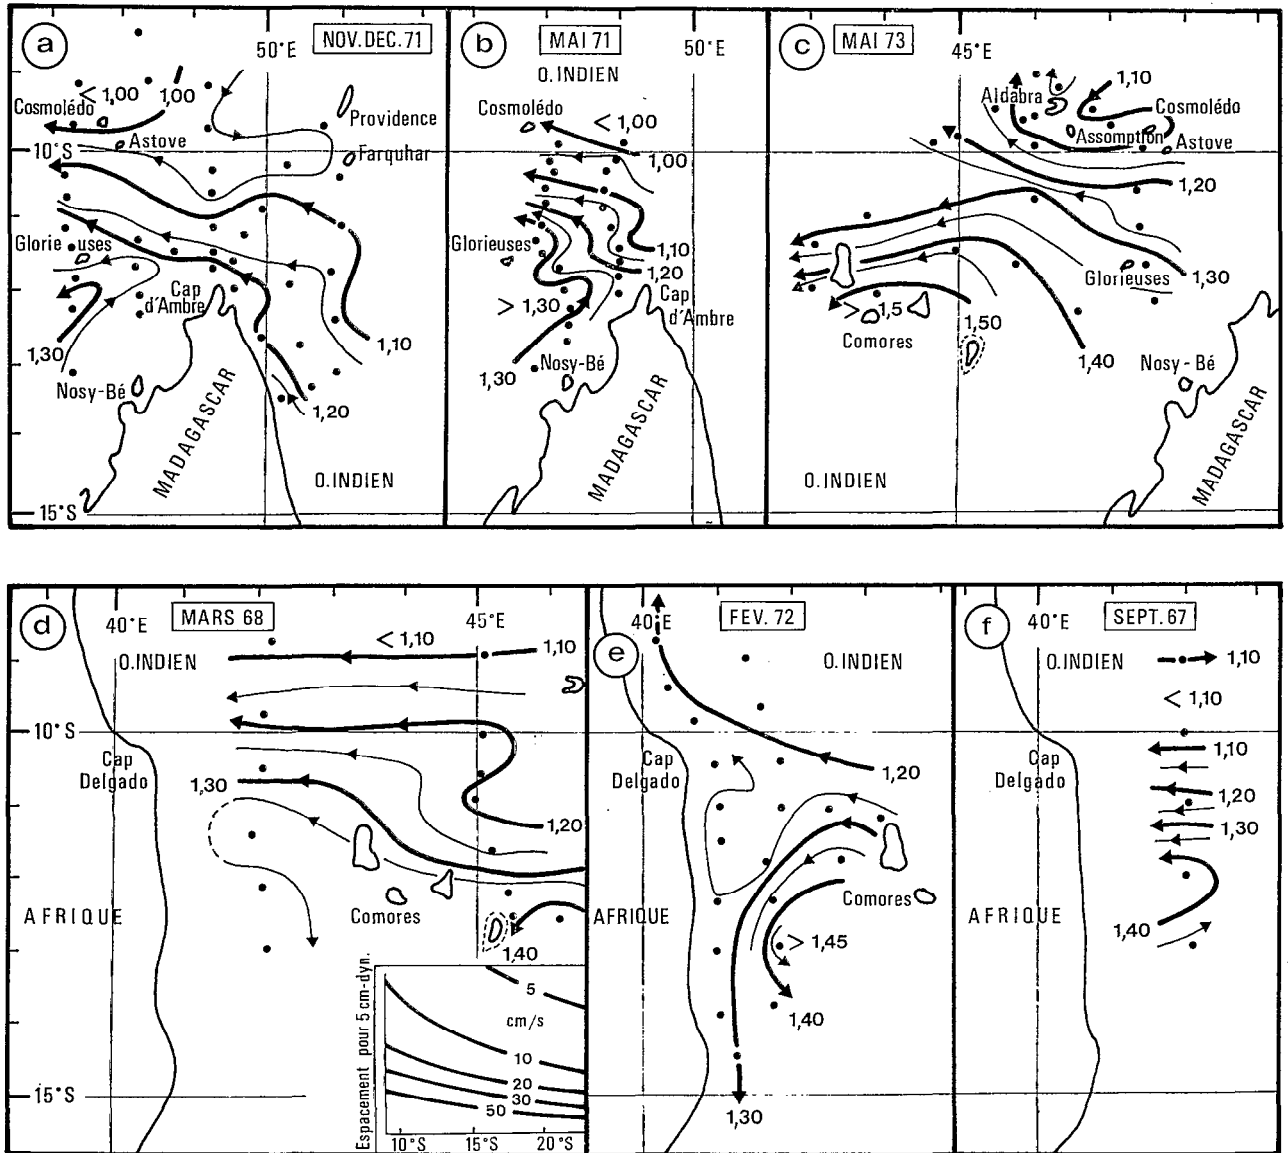 a
NOV.DEC.71
50°E
Cosmolédo
< 1,00
1,00
Providence
Astove
Farquhar
10°S
Glorieuses
Cap
d'Ambre
1,30
1,10
Nosy-Bé
1,20
MADAGASCAR
O.INDIEN
15°S
b
MAI 71
50°E
O.INDIEN
Cosmolédo
< 1,00
1,00
Glorieuses
1,10
1,20
> 1,30
Cap
d'Ambre
1,30
Nosy-Bé
MADAGASCAR
c
MAI 73
45°E
1,10
Aldabra
Cosmolédo
Assomption
Astove
1,20
Glorieuses
1,30
> 1,5
1,50
Comores
1,40
Nosy-Bé
O.INDIEN
MADAGASCAR
d
40°E
MARS 68
45°E
< 1,10
1,10
O.INDIEN
10°S
Cap
Delgado
1,30
1,20
AFRIQUE
Comores
1,40
Espacement pour 5 cm-dyn.
5
cm/s
10
20
30
50
10°S
15°S
20°S
15°S
e
40°E
FEV. 72
O.INDIEN
Cap
Delgado
1,20
AFRIQUE
Comores
> 1,45
1,40
1,30
f
40°E
SEPT. 67
O.INDIEN
1,10
< 1,10
Cap
Delgado
1,10
1,20
1,30
AFRIQUE
1,40